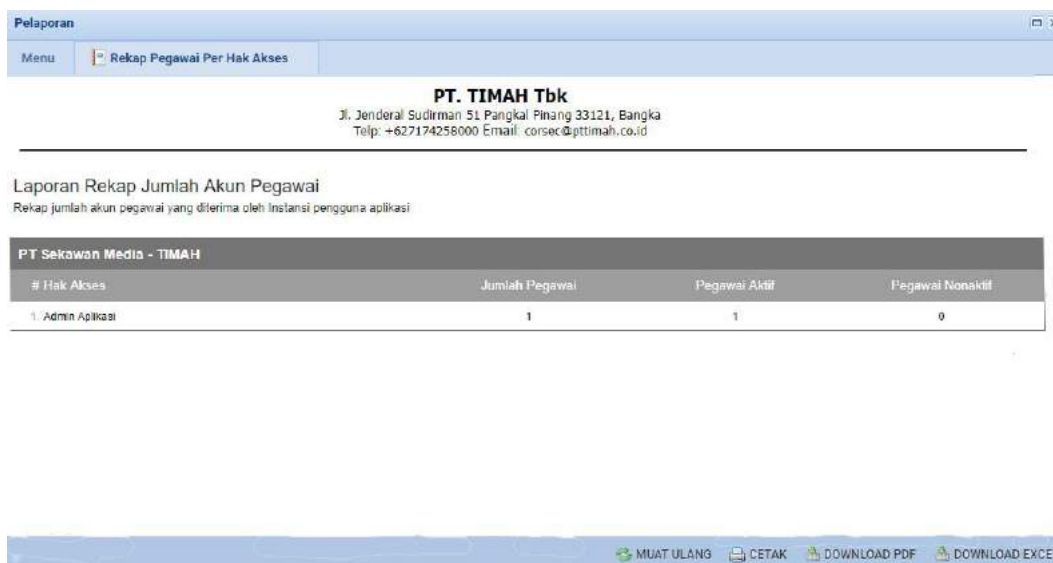 Pelaporan
Menu Rekap Pegawai Per Hak Akses
PT. TIMAH Tbk
Jl. Jenderal Sudirman 51 Pangkal Pinang 33121, Bangka
Telp: +627174258000 Email: corsec@pttimah.co.id
Laporan Rekap Jumlah Akun Pegawai
Rekap jumlah akun pegawai yang diterima oleh Instansi pengguna aplikasi
PT Sekawan Media - TIMAH
# Hak Akses Jumlah Pegawai Pegawai Aktif Pegawai Nonaktif
1. Admin Aplikasi 1 1 0
MUAT ULANG CETAK DOWNLOAD PDF DOWNLOAD EXCE